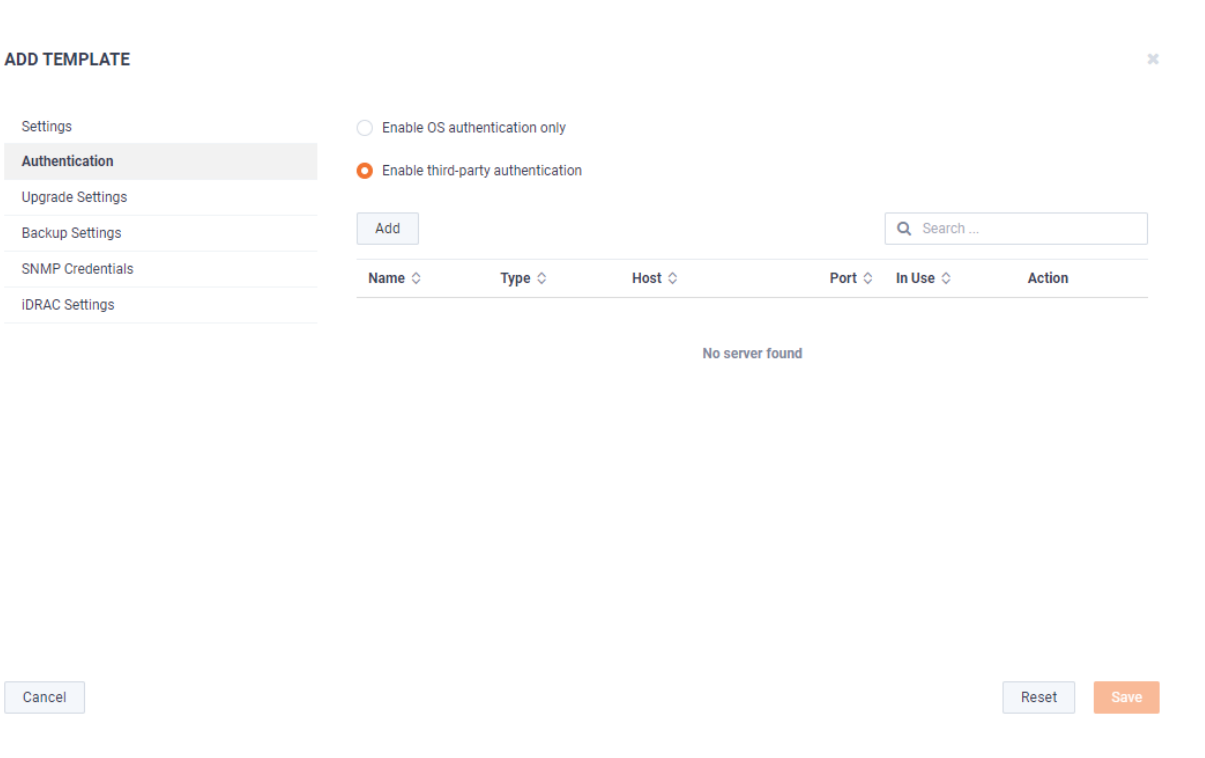 ADD TEMPLATE
Settings
Authentication
Upgrade Settings
Backup Settings
SNMP Credentials
iDRAC Settings
Enable OS authentication only
Enable third-party authentication
Add
Search ...
Name Type Host Port In Use Action
No server found
Cancel
Reset
Save